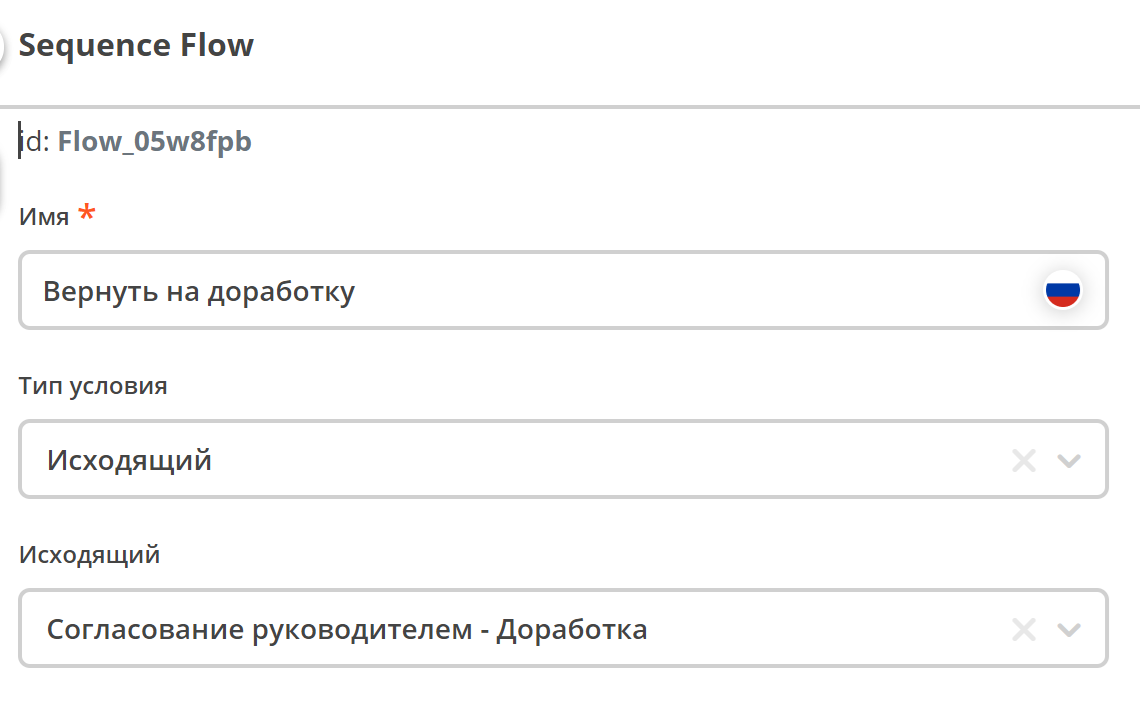 Sequence Flow
id: Flow_05w8fpb
Имя *
Вернуть на доработку
Тип условия
Исходящий
Исходящий
Согласование руководителем - Доработка